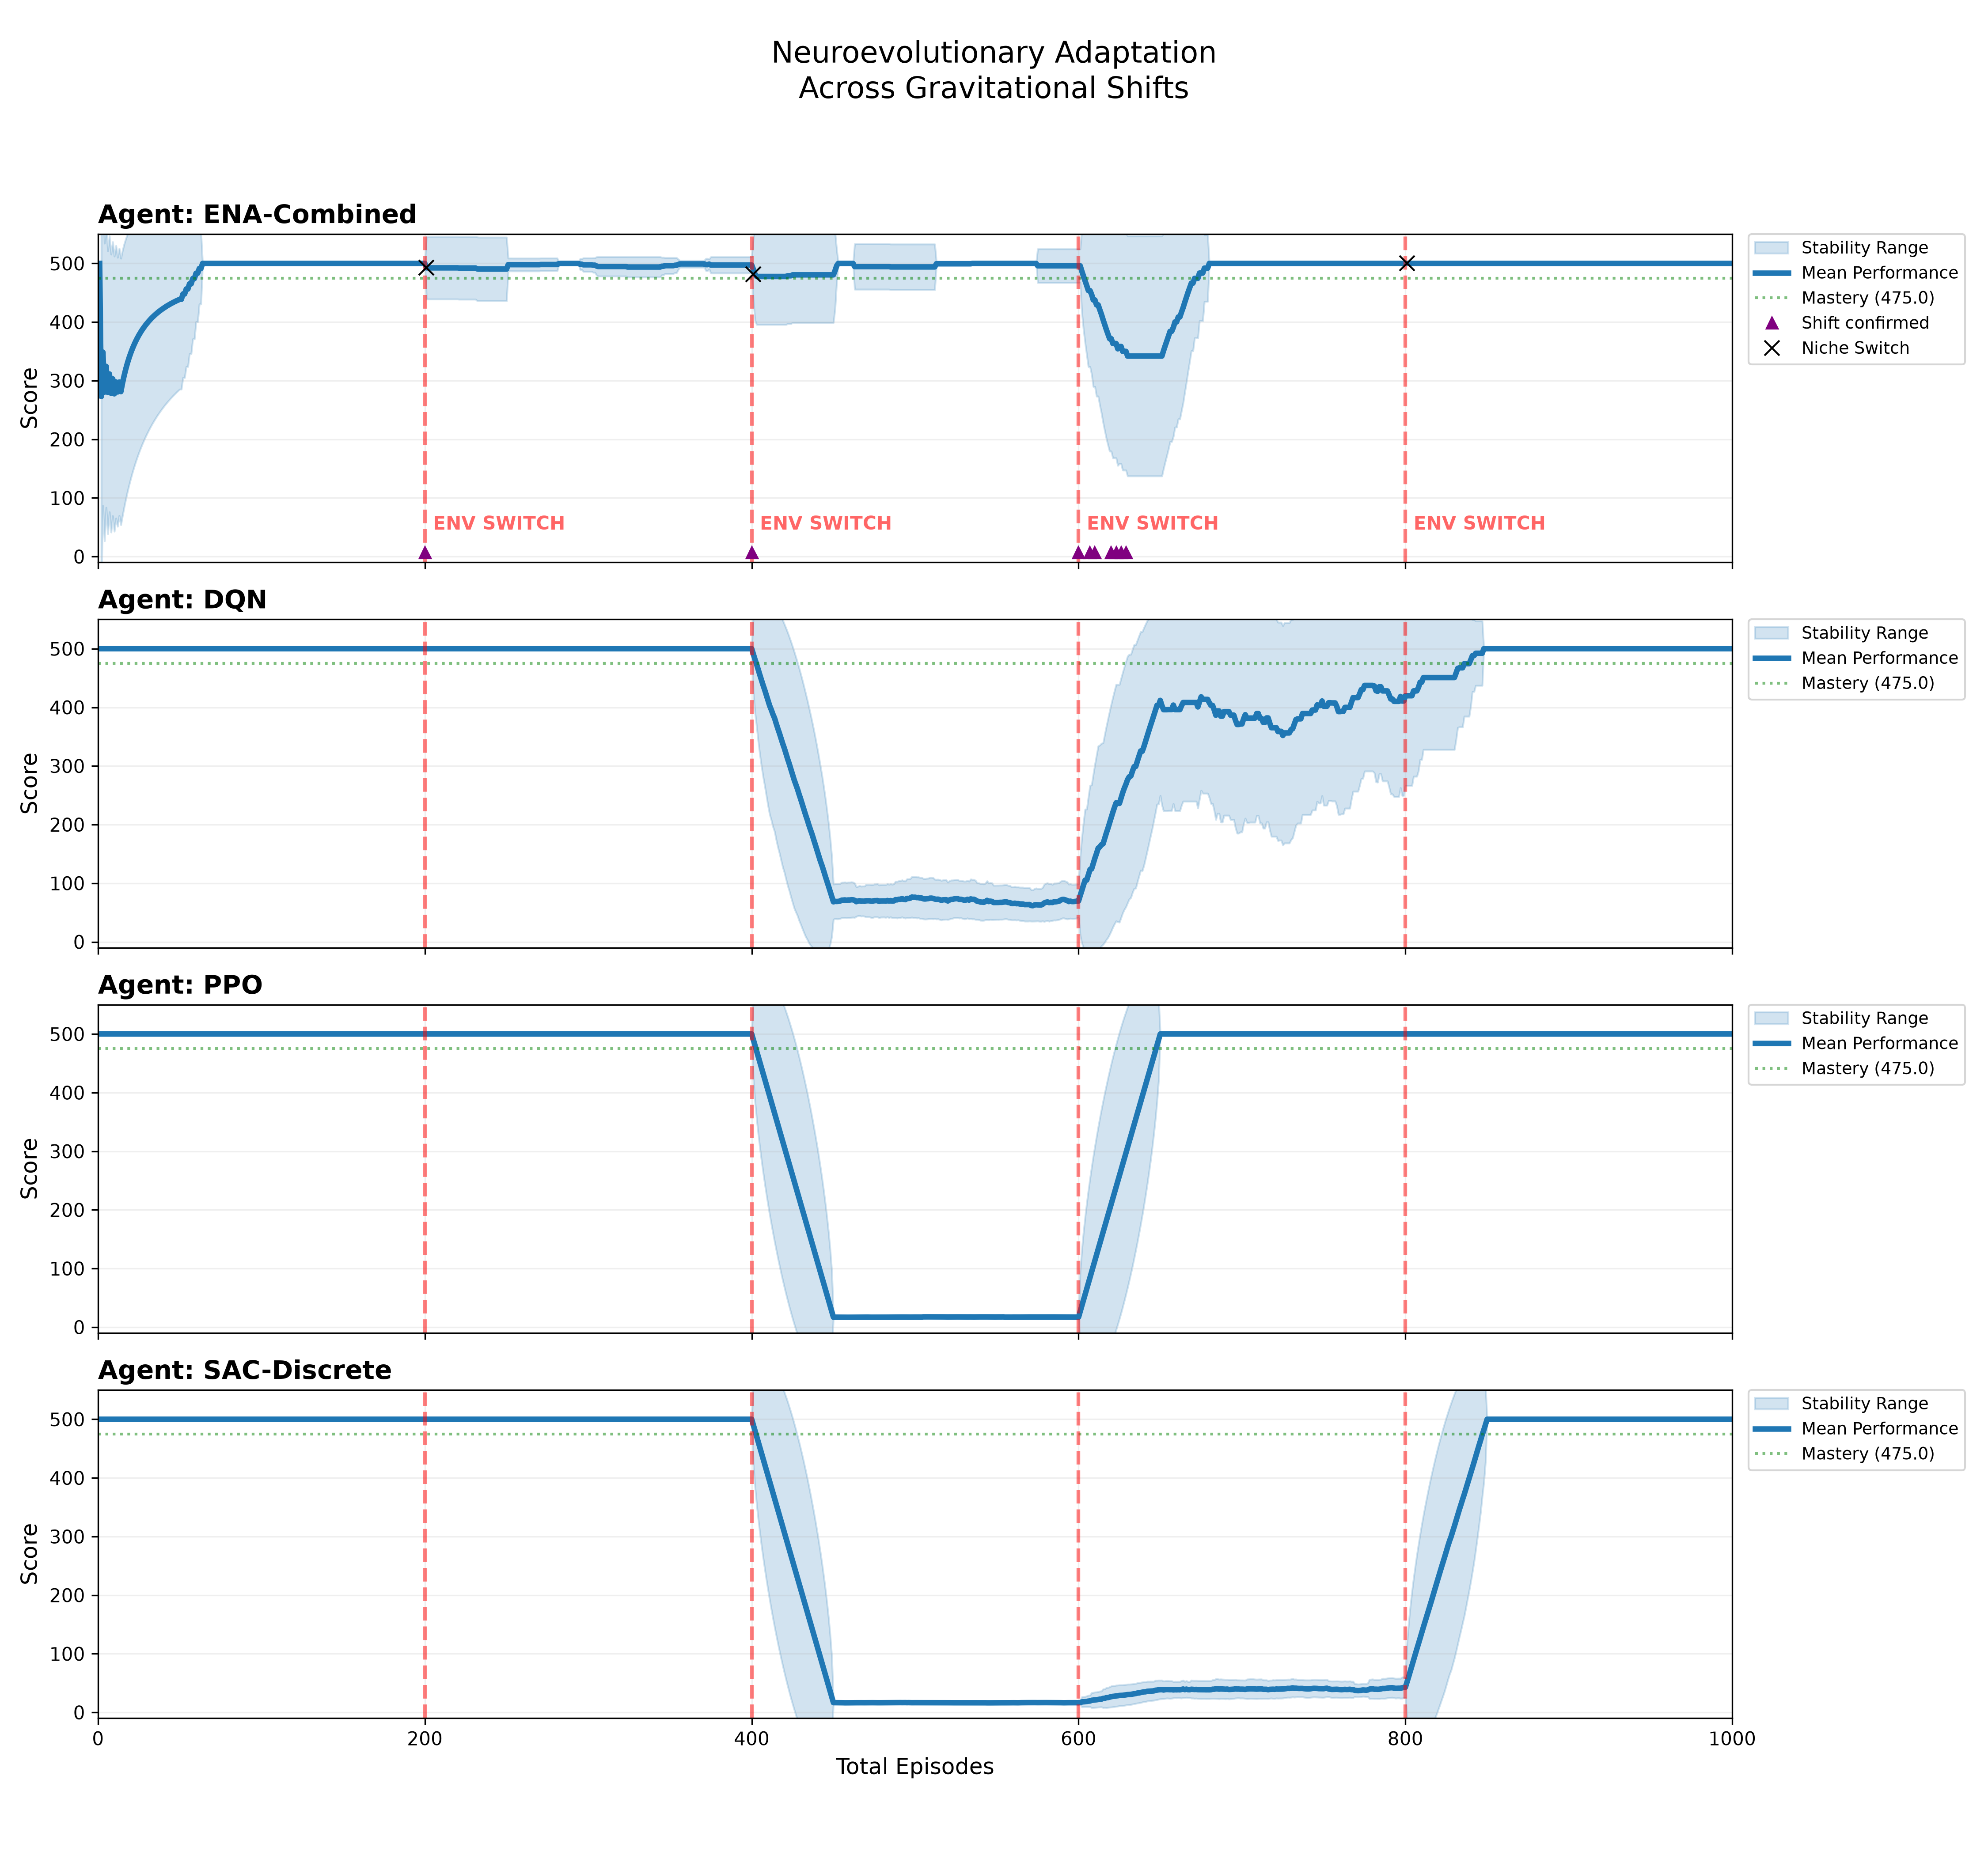 Neuroevolutionary Adaptation
Across Gravitational Shifts
Agent: ENA-Combined
Score
500
400
300
200
100
0
ENV SWITCH
ENV SWITCH
ENV SWITCH
ENV SWITCH
Stability Range
Mean Performance
Mastery (475.0)
Shift confirmed
Niche Switch
Agent: DQN
Score
500
400
300
200
100
0
Stability Range
Mean Performance
Mastery (475.0)
Agent: PPO
Score
500
400
300
200
100
0
Stability Range
Mean Performance
Mastery (475.0)
Agent: SAC-Discrete
Score
500
400
300
200
100
0
Stability Range
Mean Performance
Mastery (475.0)
0
200
400
600
800
1000
Total Episodes